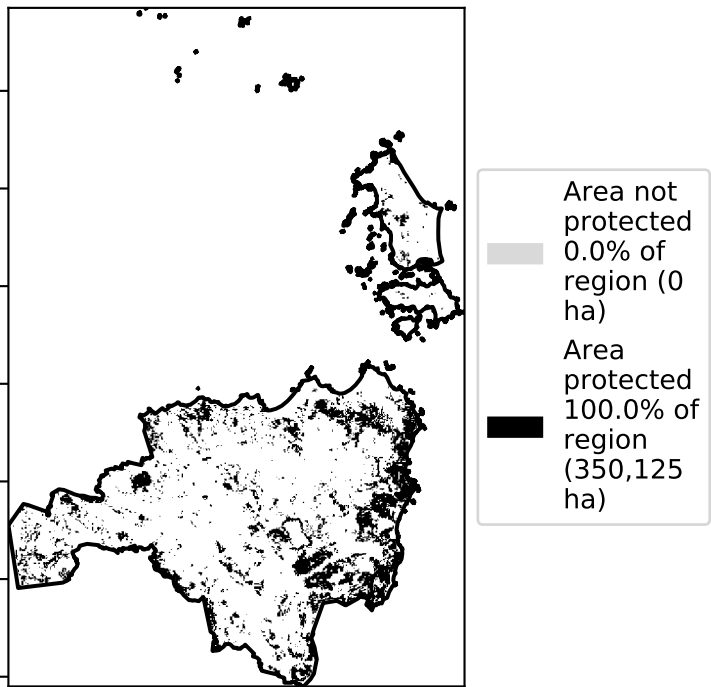 Area not
protected
0.0% of
region (0
ha)
Area
protected
100.0% of
region
(350,125
ha)